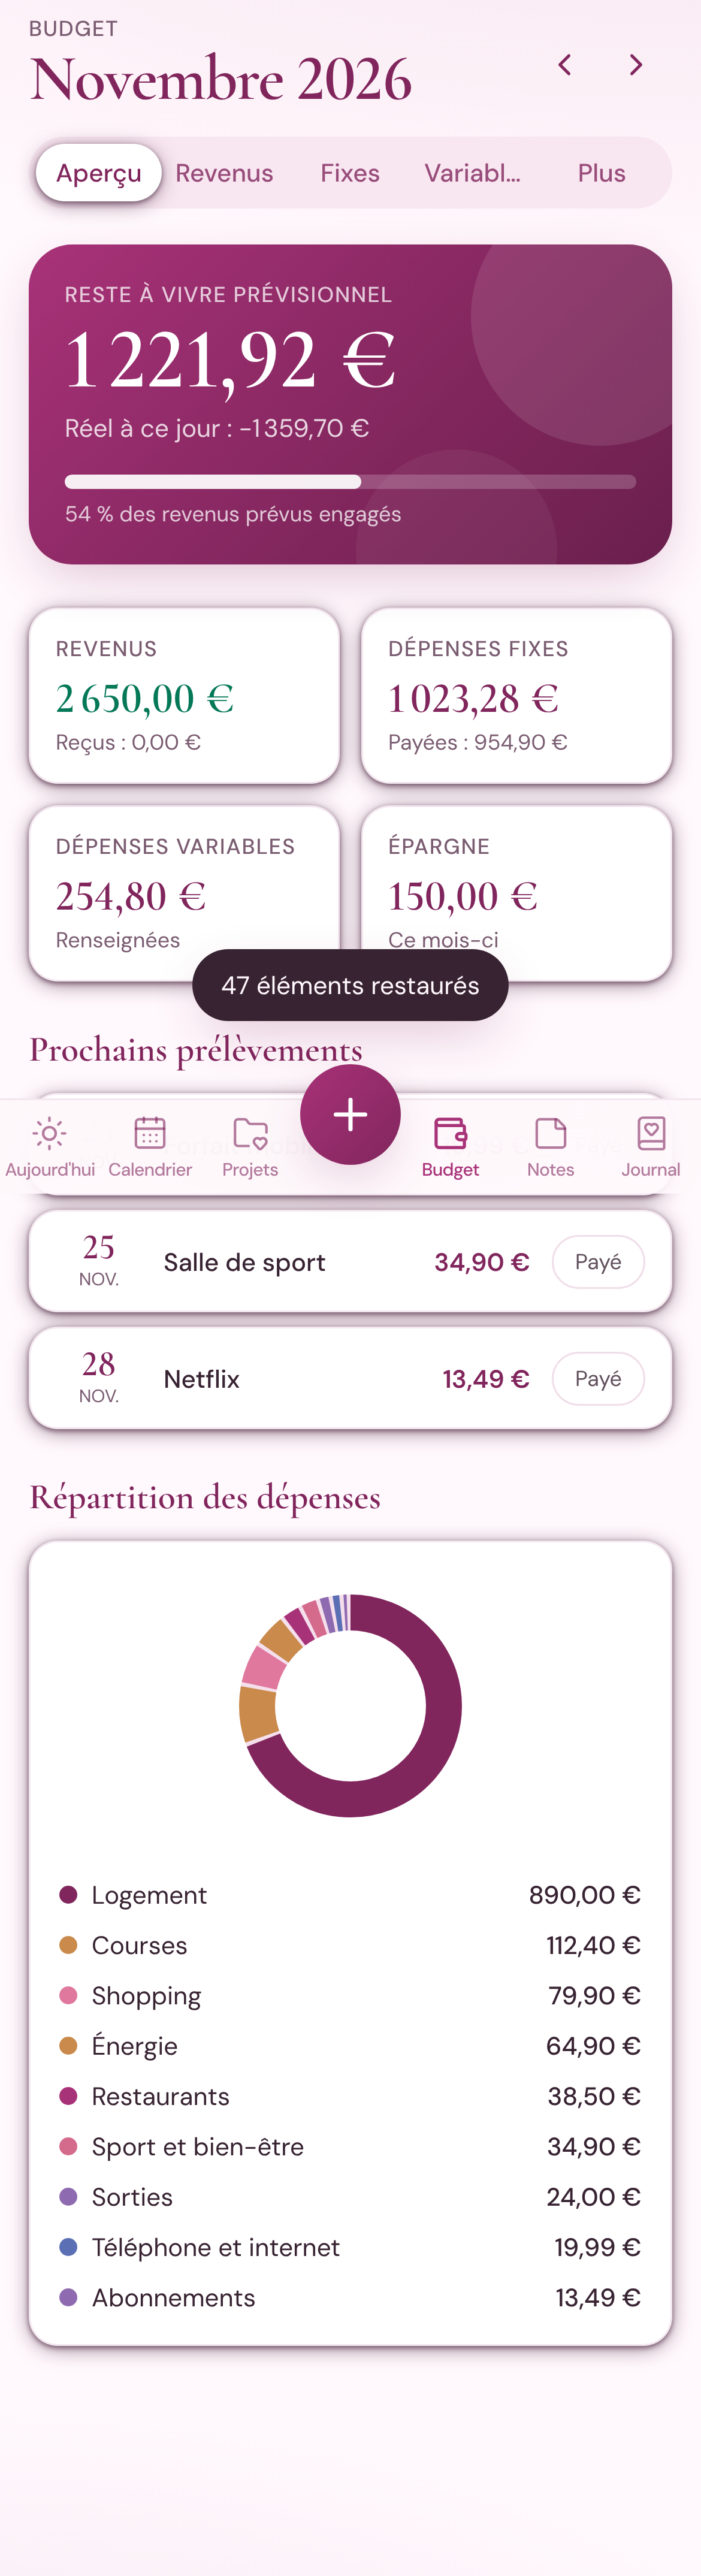 BUDGET
Novembre 2026
Aperçu Revenus Fixes Variabl... Plus
RESTE À VIVRE PRÉVISIONNEL
1 221,92 €
Réel à ce jour : -1 359,70 €
54 % des revenus prévus engagés
REVENUS
2 650,00 €
Reçus : 0,00 €
DÉPENSES FIXES
1 023,28 €
Payées : 954,90 €
DÉPENSES VARIABLES
254,80 €
Renseignées
ÉPARGNE
150,00 €
Ce mois-ci
47 éléments restaurés
Prochains prélèvements
Aujourd'hui Calendrier Projets Budget Notes Journal
25 NOV. Salle de sport 34,90 € Payé
28 NOV. Netflix 13,49 € Payé
Répartition des dépenses
Logement 890,00 €
Courses 112,40 €
Shopping 79,90 €
Énergie 64,90 €
Restaurants 38,50 €
Sport et bien-être 34,90 €
Sorties 24,00 €
Téléphone et internet 19,99 €
Abonnements 13,49 €